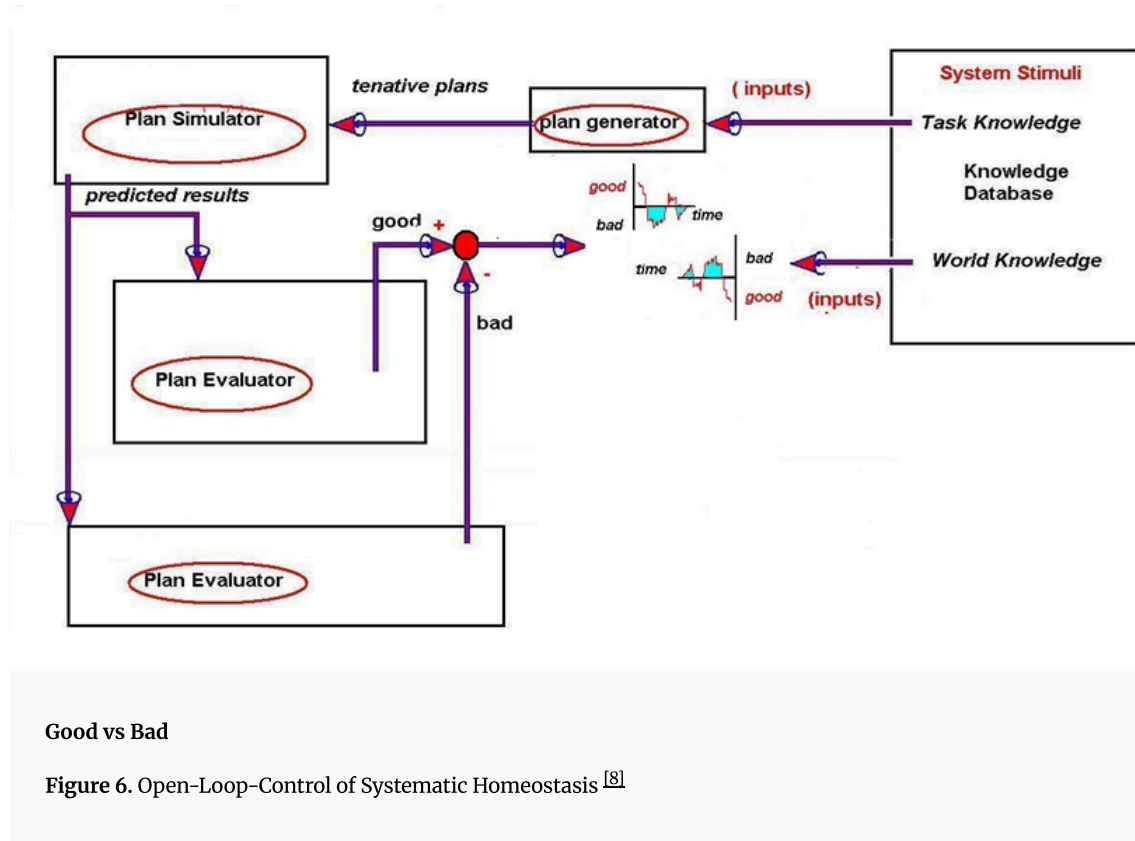 System Stimuli
Task Knowledge
Knowledge
Database
World Knowledge
( inputs)
plan generator
tenative plans
Plan Simulator
predicted results
good +
-
bad
good
bad
time
time
bad
good
(inputs)
Plan Evaluator
Plan Evaluator
Good vs Bad
Figure 6. Open-Loop-Control of Systematic Homeostasis [8]